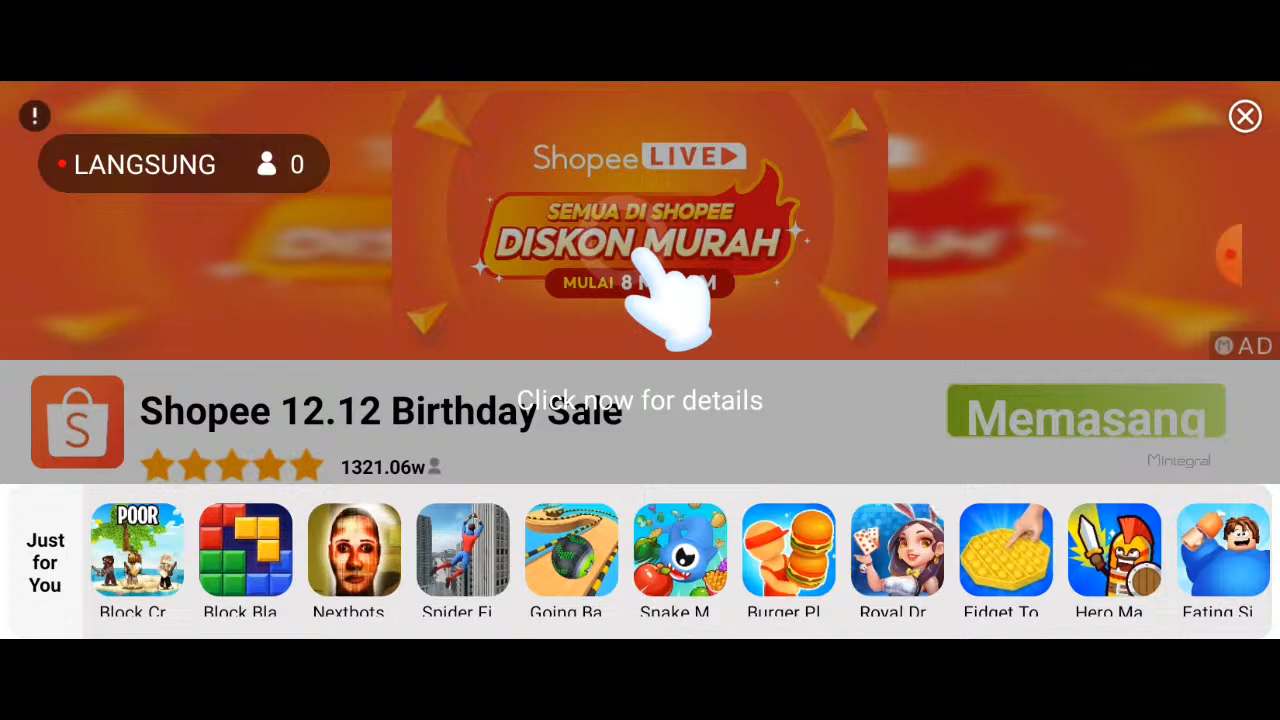 !
LANGSUNG 0
Shopee LIVE
SEMUA DI SHOPEE
DISKON MURAH
MULAI 8
M AD
S
Shopee 12.12 Birthday Sale
Click now for details
Memasang
1321.06w
Mintegral
Just
for
You
POOR
Block Cr
Block Bla
Nextbots
Spider Fi
Going Ba
Snake M
Burger Pl
Royal Dr
Fidget To
Hero Ma
Eating Si